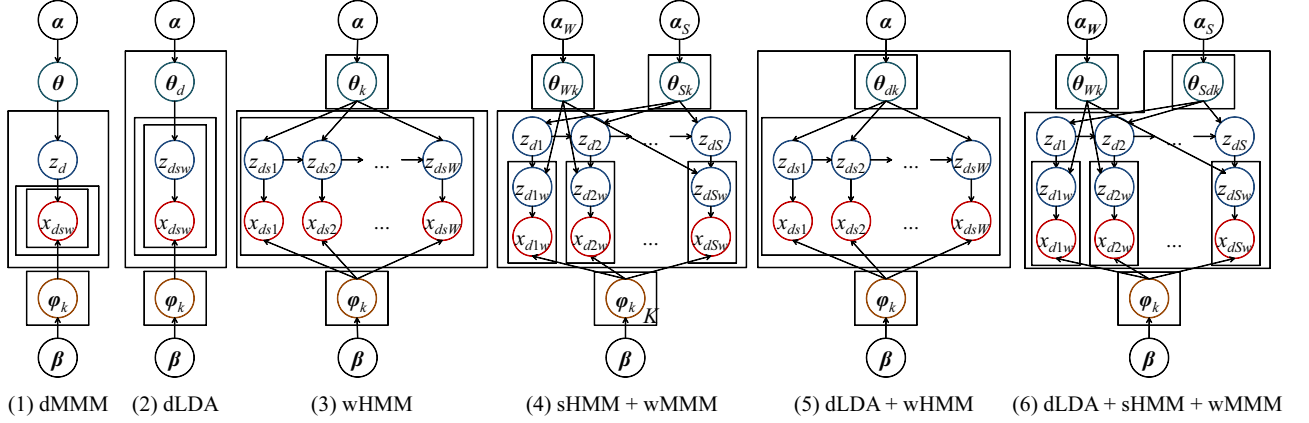 α α α α_W α_S α α_W α_S
θ θ_d θ_k θ_Wk θ_Sk θ_dk θ_Wk θ_Sdk
z_d1 z_d2 ... z_dS z_d1 z_d2 ... z_dS
z_d z_dsw z_ds1 z_ds2 ... z_dsW z_ds1 z_ds2 ... z_dsW
z_d1w z_d2w z_dSw z_d1w z_d2w z_dSw
x_dsw x_dsw x_ds1 x_ds2 ... x_dsW x_d1w x_d2w ... x_dSw x_ds1 x_ds2 ... x_dsW x_d1w x_d2w ... x_dSw
φ_k φ_k φ_k φ_k K φ_k φ_k
β β β β β β
(1) dMMM (2) dLDA (3) wHMM (4) sHMM + wMMM (5) dLDA + wHMM (6) dLDA + sHMM + wMMM